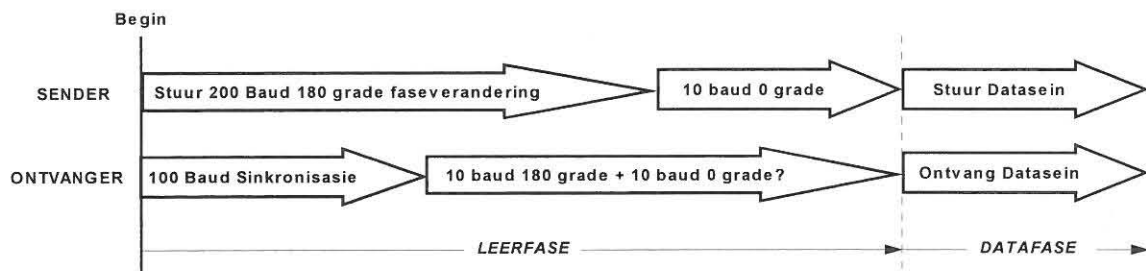 Begin
SENDER
Stuur 200 Baud 180 grade faseverandering
10 baud 0 grade
Stuur Datasein
ONTVANGER
100 Baud Sinkronisasie
10 baud 180 grade + 10 baud 0 grade?
Ontvang Datasein
LEERFASE
DATAFASE